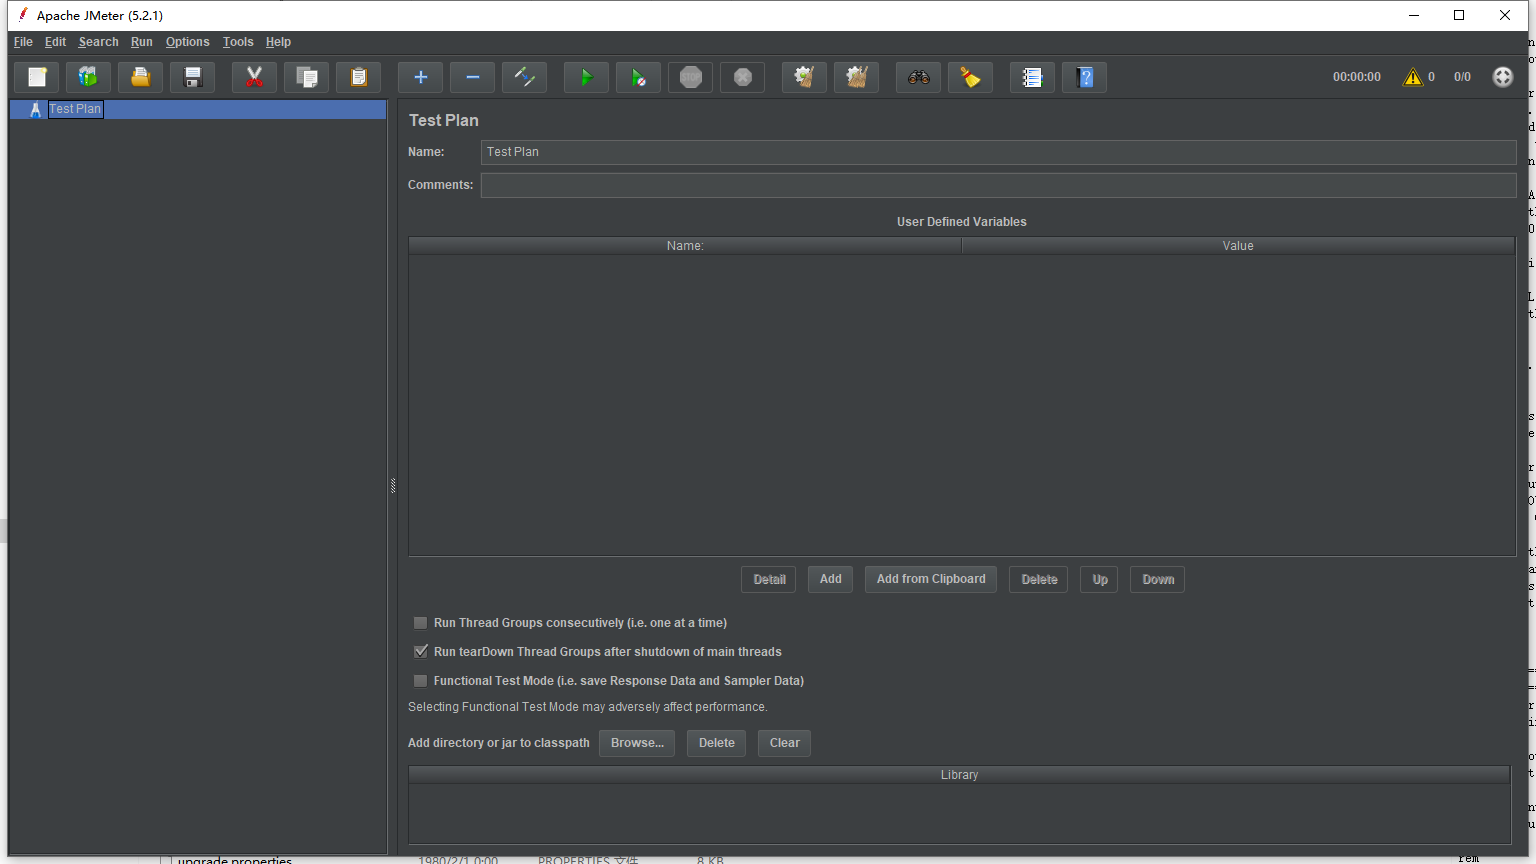 Apache JMeter (5.2.1)
File Edit Search Run Options Tools Help
STOP
00:00:00 0 0/0
Test Plan
Test Plan
Name: Test Plan
Comments:
User Defined Variables
Name: Value
Detail Add Add from Clipboard Delete Up Down
Run Thread Groups consecutively (i.e. one at a time)
Run tearDown Thread Groups after shutdown of main threads
Functional Test Mode (i.e. save Response Data and Sampler Data)
Selecting Functional Test Mode may adversely affect performance.
Add directory or jar to classpath Browse... Delete Clear
Library
upgrade.properties 1980/2/1 0:00 PROPERTIES 文件 8 KB
rem